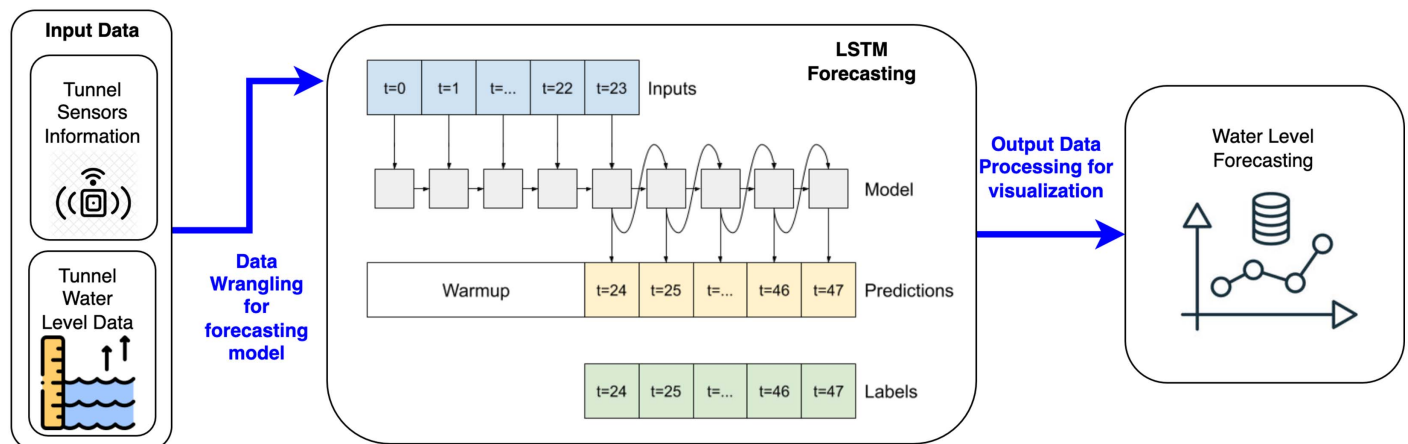 Input Data
Tunnel
Sensors
Information
Tunnel
Water
Level Data
Data
Wrangling
for
forecasting
model
LSTM
Forecasting
t=0 t=1 t=... t=22 t=23 Inputs
Model
Warmup t=24 t=25 t=... t=46 t=47 Predictions
t=24 t=25 t=... t=46 t=47 Labels
Output Data
Processing for
visualization
Water Level
Forecasting